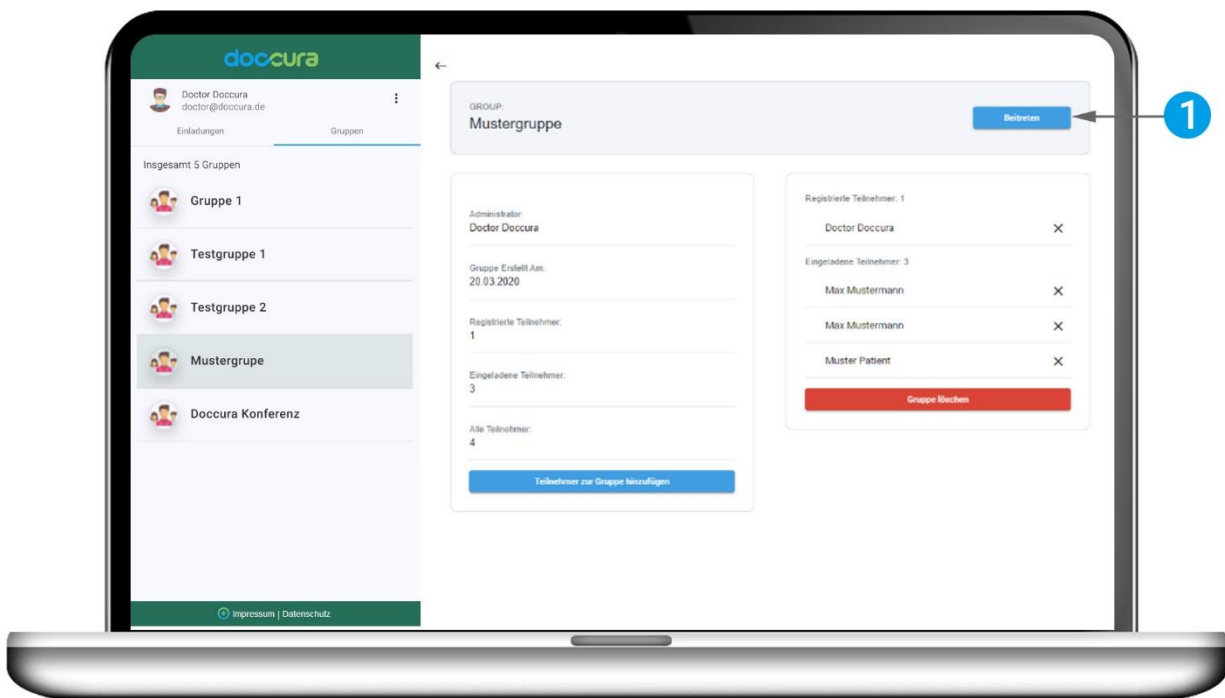 doccura
Doctor Doccura
doctor@doccura.de
Einladungen
Gruppen
Insgesamt 5 Gruppen
Gruppe 1
Testgruppe 1
Testgruppe 2
Mustergrupe
Doccura Konferenz
Impressum | Datenschutz
GROUP:
Mustergruppe
Beitreten
1
Administrator:
Doctor Doccura
Gruppe Erstellt Am:
20.03.2020
Registrierte Teilnehmer:
1
Eingeladene Teilnehmer:
3
Alle Teilnehmer:
4
Teilnehmer zur Gruppe hinzufügen
Registrierte Teilnehmer: 1
Doctor Doccura
Eingeladene Teilnehmer: 3
Max Mustermann
Max Mustermann
Muster Patient
Gruppe löschen